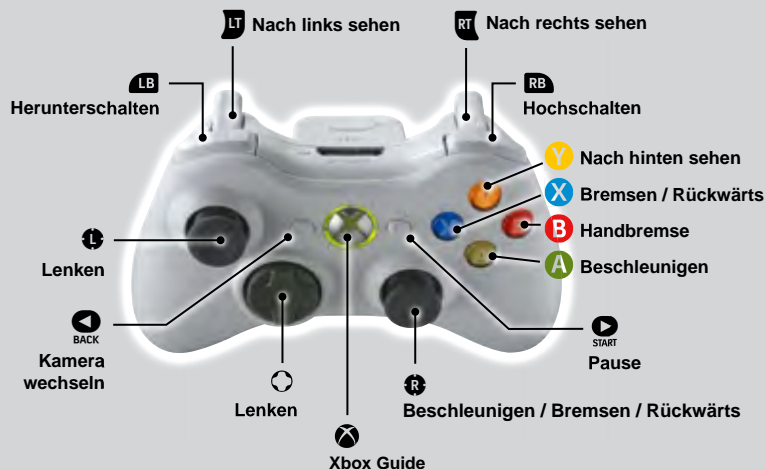 LT Nach links sehen
RT Nach rechts sehen
LB
Herunterschalten
RB
Hochschalten
Y Nach hinten sehen
X Bremsen / Rückwärts
B Handbremse
A Beschleunigen
L
Lenken
BACK
Kamera
wechseln
START
Pause
Lenken
R
Beschleunigen / Bremsen / Rückwärts
Xbox Guide